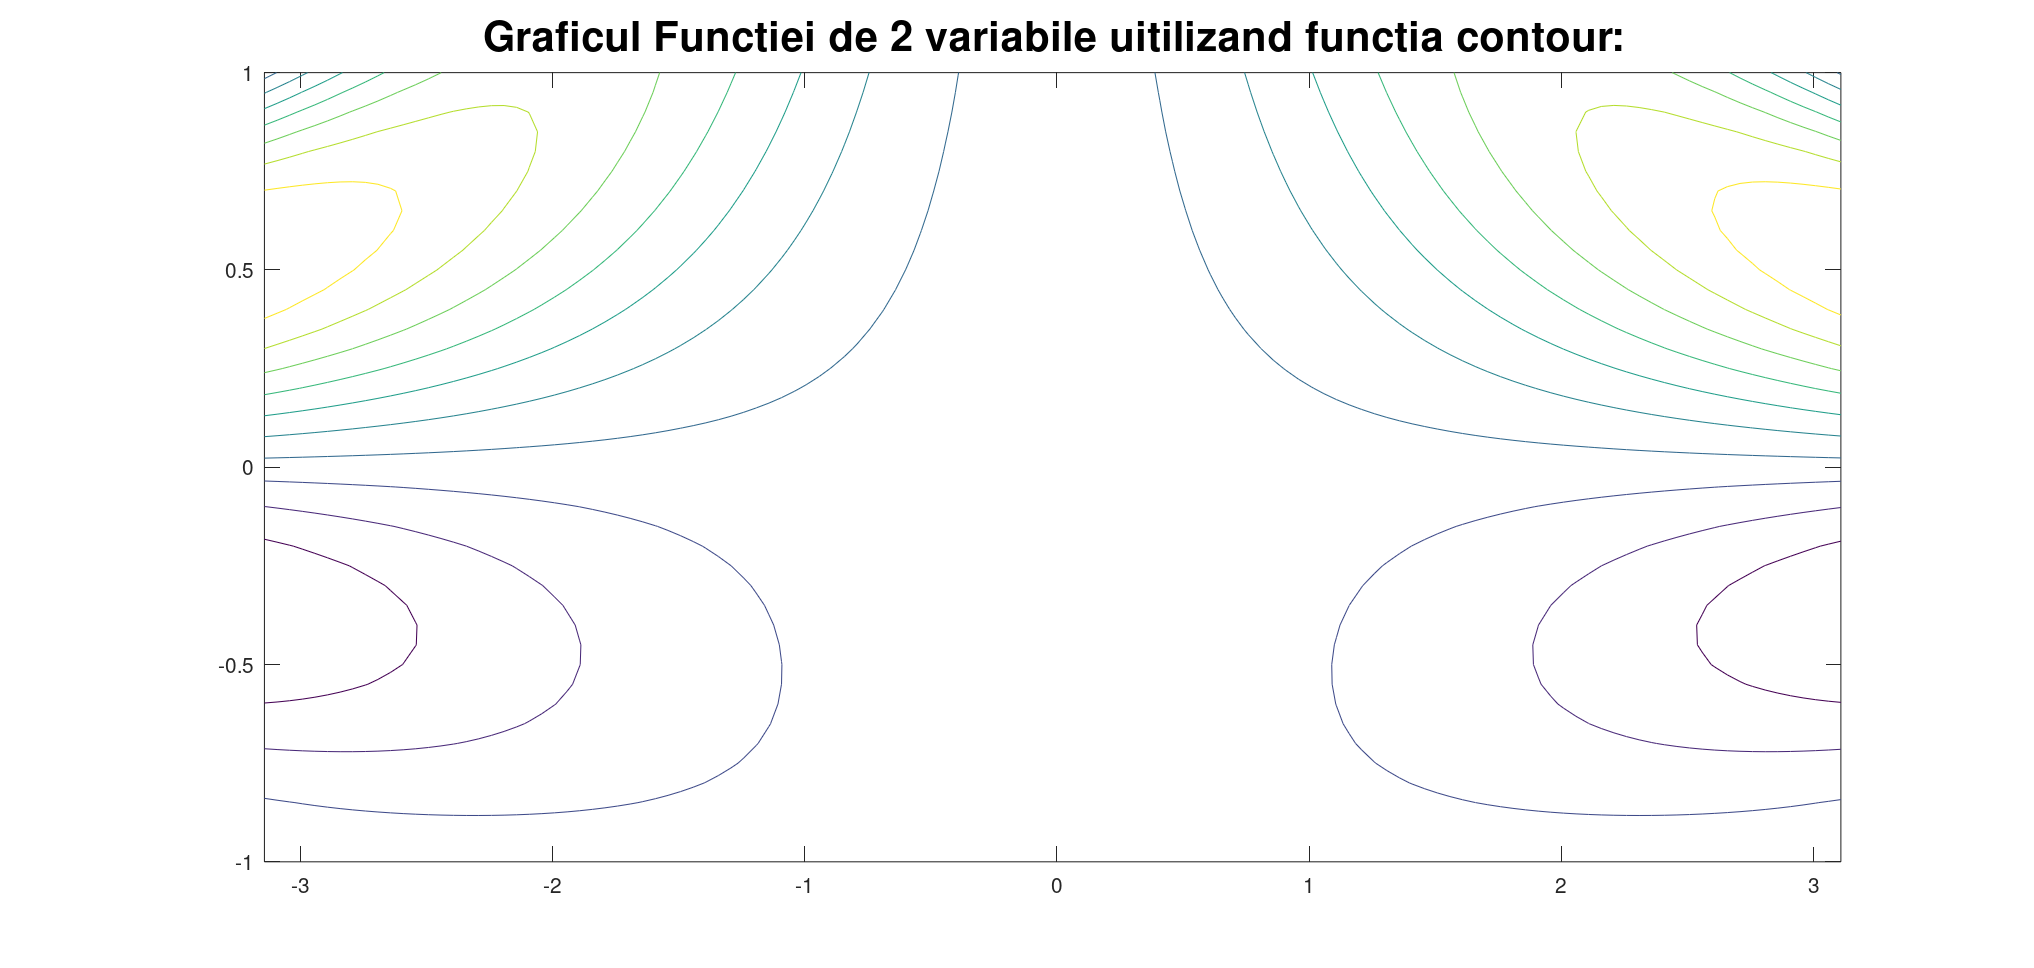 Graficul Functiei de 2 variabile uitilizand functia contour:
1
0.5
0
-0.5
-1
-3 -2 -1 0 1 2 3